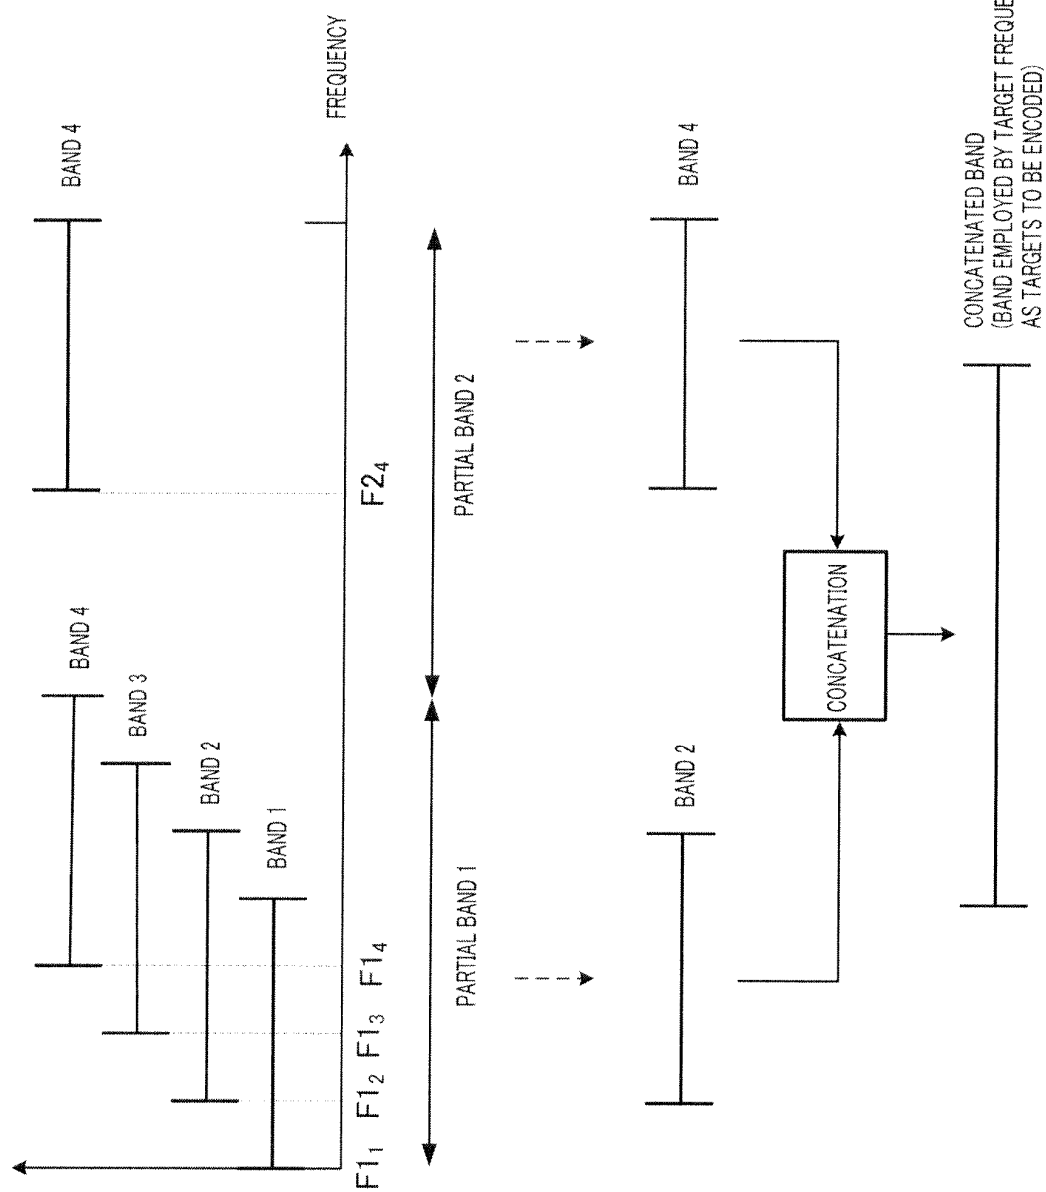 BAND 4
BAND 4
BAND 3
BAND 2
BAND 1
FREQUENCY
F1₁
F1₂
F1₃
F1₄
F2₄
PARTIAL BAND 1
PARTIAL BAND 2
BAND 2
BAND 4
CONCATENATION
CONCATENATED BAND
(BAND EMPLOYED BY TARGET
AS TARGETS TO BE ENCODED)